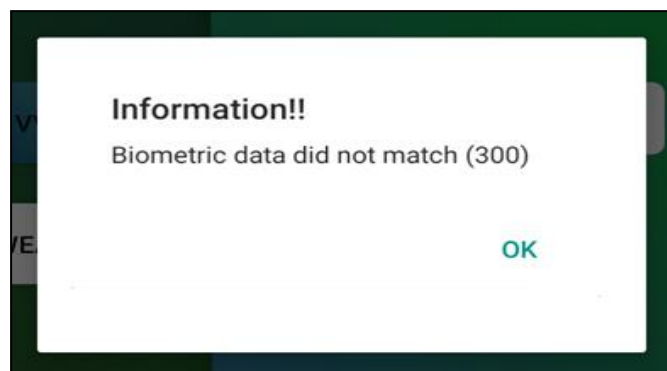 Information!!
Biometric data did not match (300)
OK